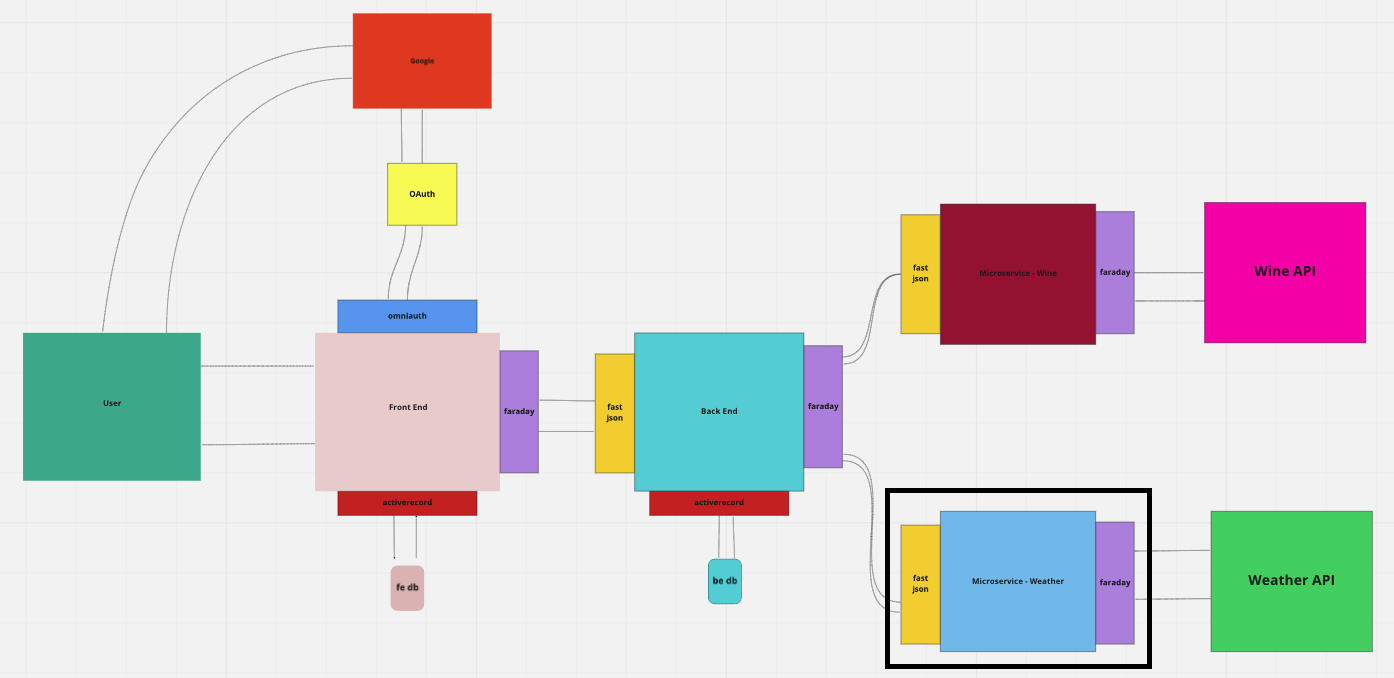 Google
OAuth
omniauth
User
Front End
faraday
activerecord
fe db
fast
json
Back End
faraday
activerecord
be db
fast
json
Microservice - Wine
faraday
Wine API
fast
json
Microservice - Weather
faraday
Weather API